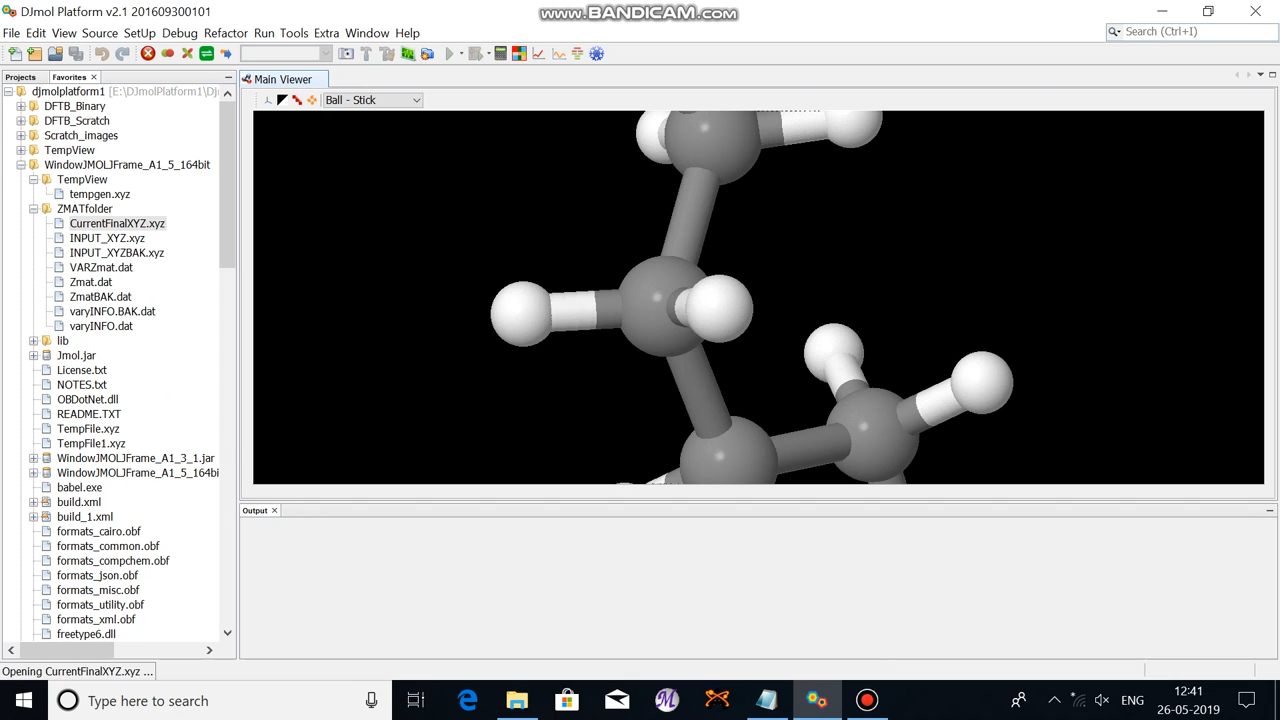 DJmol Platform v2.1 201609300101
www.BANDICAM.com
File Edit View Source SetUp Debug Refactor Run Tools Extra Window Help
Search (Ctrl+I)
Projects Favorites
Main Viewer
djmolplatform1 [E:\DJmolPlatform1\Dj
DFTB_Binary
DFTB_Scratch
Scratch_images
TempView
WindowJMOLJFrame_A1_5_164bit
TempView
tempgen.xyz
ZMATfolder
CurrentFinalXYZ.xyz
INPUT_XYZ.xyz
INPUT_XYZBAK.xyz
VARZmat.dat
Zmat.dat
ZmatBAK.dat
varyINFO.BAK.dat
varyINFO.dat
lib
Jmol.jar
License.txt
NOTES.txt
OBDotNet.dll
README.TXT
TempFile.xyz
TempFile1.xyz
WindowJMOLJFrame_A1_3_1.jar
WindowJMOLJFrame_A1_5_164bi
babel.exe
build.xml
build_1.xml
formats_cairo.obf
formats_common.obf
formats_compchem.obf
formats_json.obf
formats_misc.obf
formats_utility.obf
formats_xml.obf
freetype6.dll
Ball - Stick
Output
Opening CurrentFinalXYZ.xyz ...
Type here to search
ENG
12:41
26-05-2019